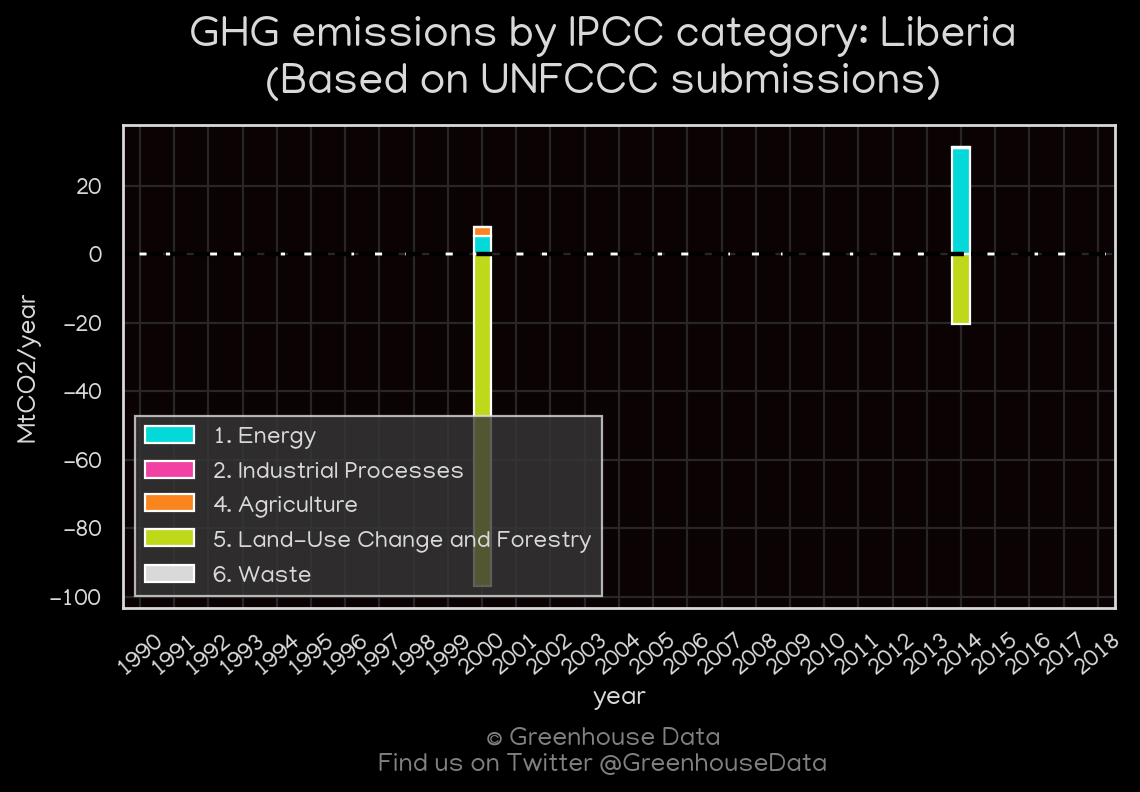 GHG emissions by IPCC category: Liberia
(Based on UNFCCC submissions)
MtCO2/year
20
0
−20
−40
−60
−80
−100
1. Energy
2. Industrial Processes
4. Agriculture
5. Land-Use Change and Forestry
6. Waste
1990 1991 1992 1993 1994 1995 1996 1997 1998 1999 2000 2001 2002 2003 2004 2005 2006 2007 2008 2009 2010 2011 2012 2013 2014 2015 2016 2017 2018
year
© Greenhouse Data
Find us on Twitter @GreenhouseData